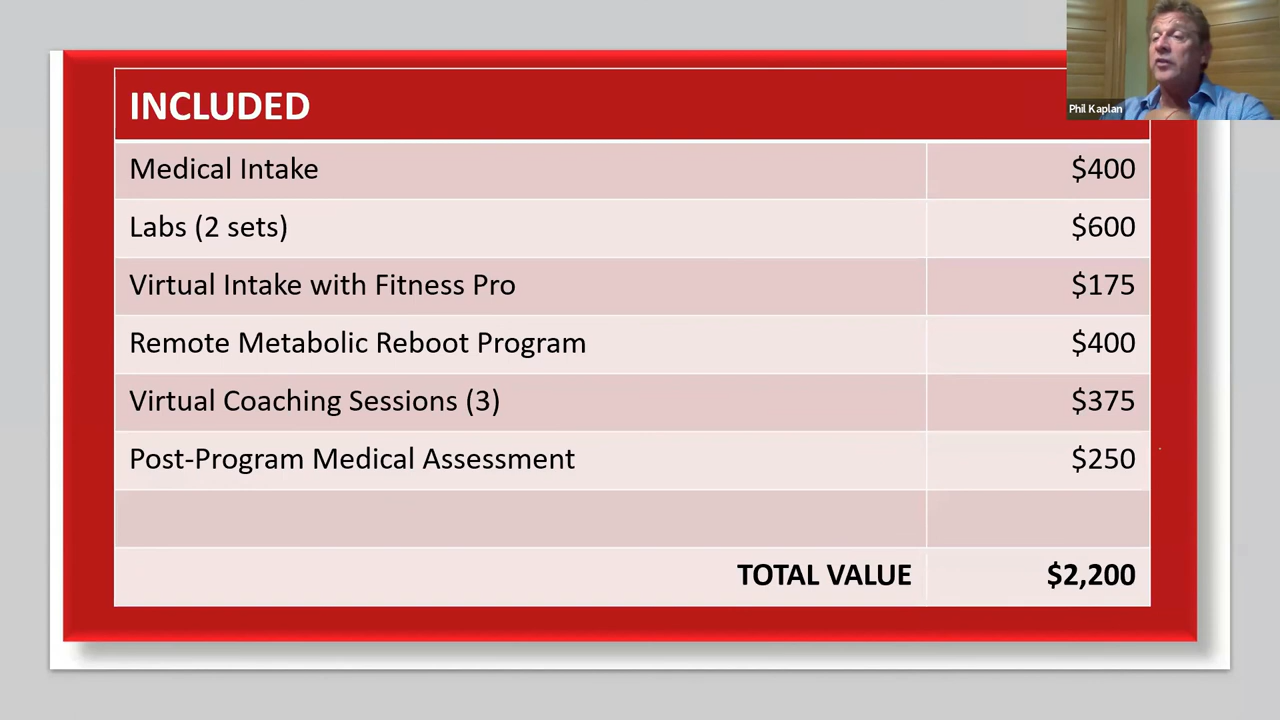 INCLUDED
Medical Intake $400
Labs (2 sets) $600
Virtual Intake with Fitness Pro $175
Remote Metabolic Reboot Program $400
Virtual Coaching Sessions (3) $375
Post-Program Medical Assessment $250
TOTAL VALUE $2,200
Phil Kaplan